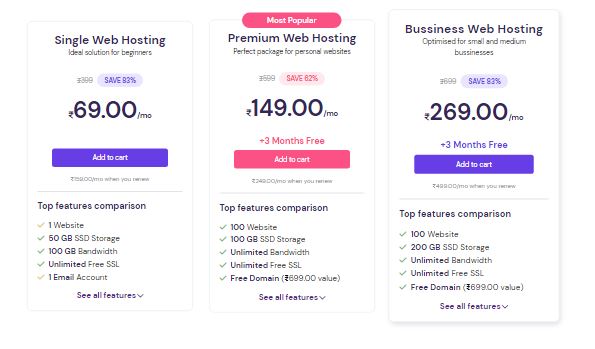 Single Web Hosting
Ideal solution for beginners
₹399 SAVE 83%
₹69.00/mo
Add to cart
₹159.00/mo when you renew
Top features comparison
1 Website
50 GB SSD Storage
100 GB Bandwidth
Unlimited Free SSL
1 Email Account
See all features
Most Popular
Premium Web Hosting
Perfect package for personal websites
₹699 SAVE 62%
₹149.00/mo
+3 Months Free
Add to cart
₹249.00/mo when you renew
Top features comparison
100 Website
100 GB SSD Storage
Unlimited Bandwidth
Unlimited Free SSL
Free Domain (₹699.00 value)
See all features
Bussiness Web Hosting
Optimised for small and medium
bussinesses
₹699 SAVE 83%
₹269.00/mo
+3 Months Free
Add to cart
₹499.00/mo when you renew
Top features comparison
100 Website
200 GB SSD Storage
Unlimited Bandwidth
Unlimited Free SSL
Free Domain (₹699.00 value)
See all features